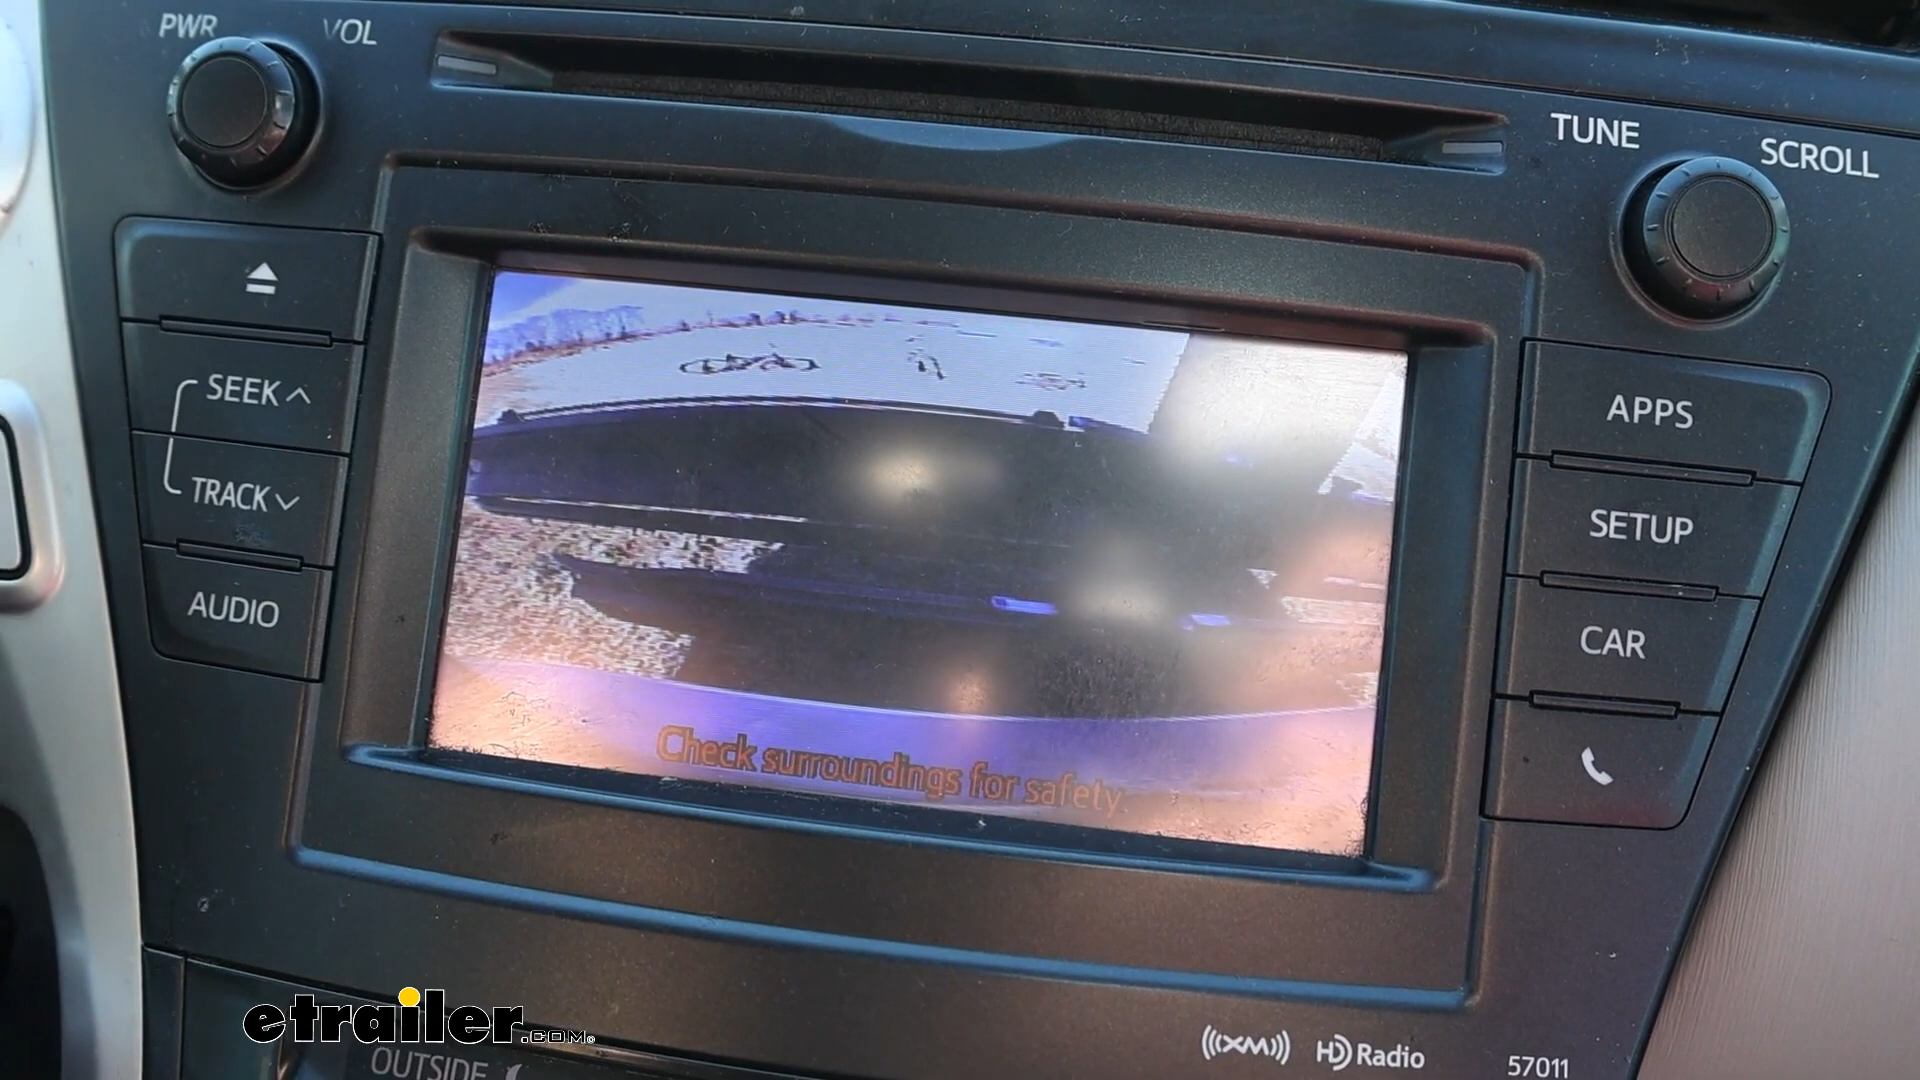 PWR VOL
TUNE SCROLL
SEEK
TRACK
AUDIO
APPS
SETUP
CAR
Check surroundings for safety.
etrailer.com
OUTSIDE
((XM)) HD Radio 57011